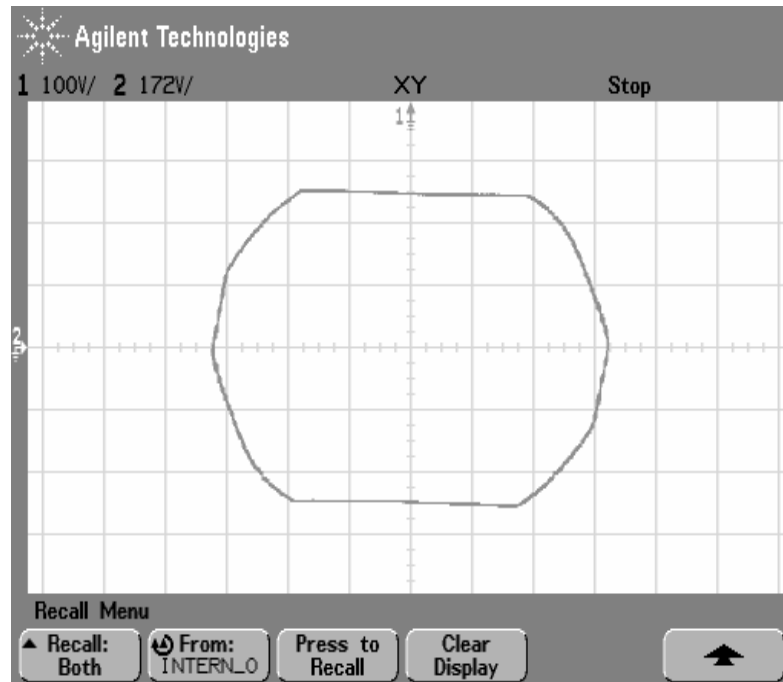 Agilent Technologies
1 100V/ 2 172V/ XY Stop
1
2
Recall Menu
Recall: Both
From: INTERN_0
Press to Recall
Clear Display